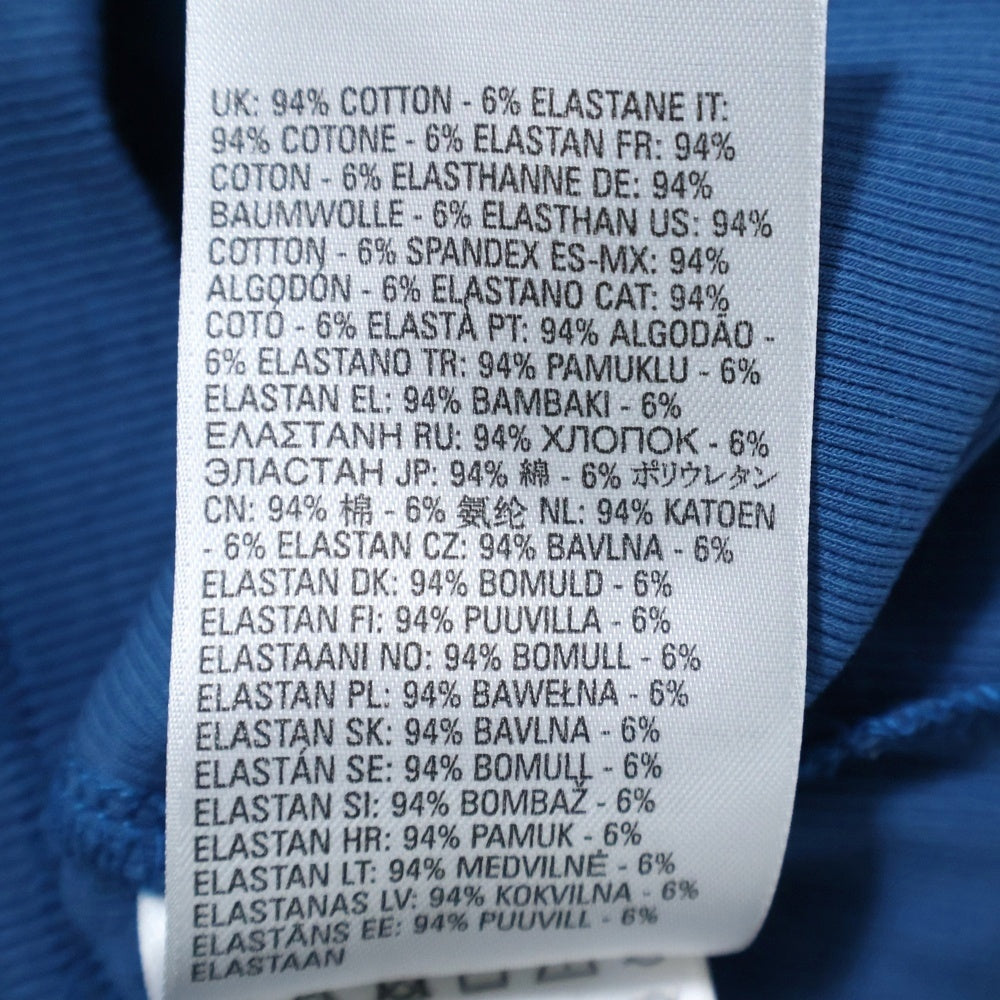 UK: 94% COTTON - 6% ELASTANE IT:
94% COTONE - 6% ELASTAN FR: 94%
COTON - 6% ELASTHANNE DE: 94%
BAUMWOLLE - 6% ELASTHAN US: 94%
COTTON - 6% SPANDEX ES-MX: 94%
ALGODÓN - 6% ELASTANO CAT: 94%
COTÓ - 6% ELASTÀ PT: 94% ALGODÃO -
6% ELASTANO TR: 94% PAMUKLU - 6%
ELASTAN EL: 94% ΒΑΜΒΑΚΙ - 6%
ΕΛΑΣΤΑΝΗ RU: 94% ХЛОПОК - 6%
ЭЛАСТАН JP: 94% 綿 - 6% ポリウレタン
CN: 94% 棉 - 6% 氨纶 NL: 94% KATOEN
- 6% ELASTAN CZ: 94% BAVLNA - 6%
ELASTAN DK: 94% BOMULD - 6%
ELASTAN FI: 94% PUUVILLA - 6%
ELASTAANI NO: 94% BOMULL - 6%
ELASTAN PL: 94% BAWEŁNA - 6%
ELASTAN SK: 94% BAVLNA - 6%
ELASTÁN SE: 94% BOMULL - 6%
ELASTAN SI: 94% BOMBAŽ - 6%
ELASTAN HR: 94% PAMUK - 6%
ELASTAN LT: 94% MEDVILNĖ - 6%
ELASTANAS LV: 94% KOKVILNA - 6%
ELASTĀNS EE: 94% PUUVILL - 6%
ELASTAAN